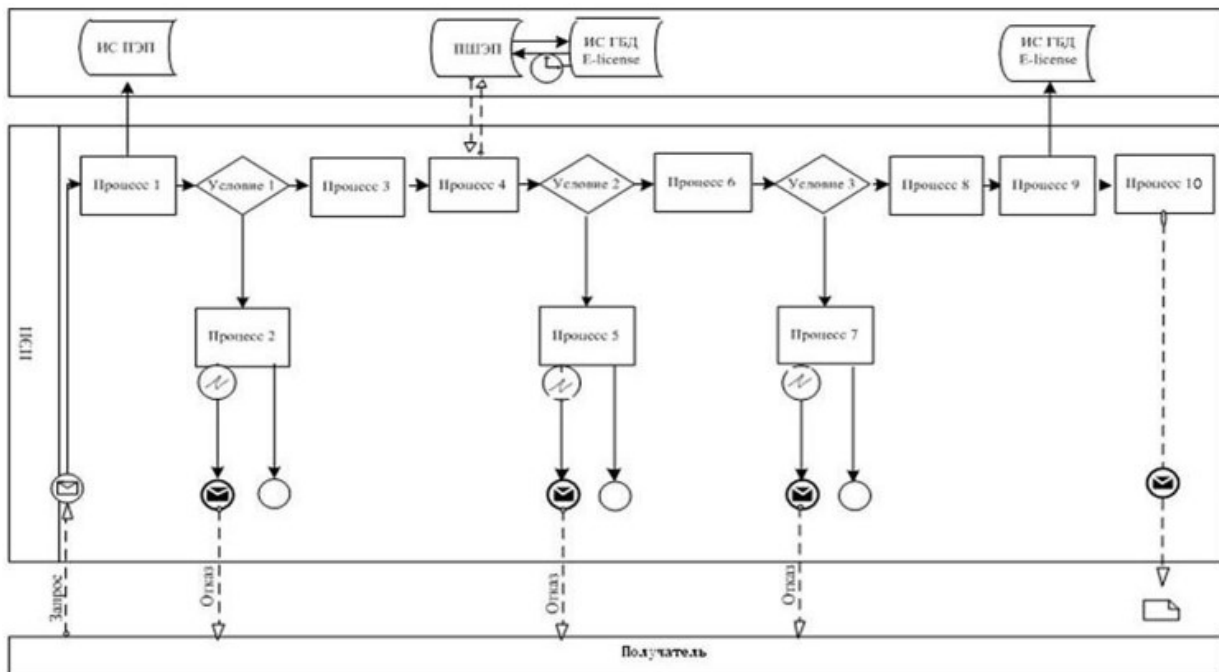 ИС ПЭП
ПШЭП
ИС ГБД
E-license
ИС ГБД
E-license
ПЭП
Процесс 1
Условие 1
Процесс 3
Процесс 4
Условие 2
Процесс 6
Условие 3
Процесс 8
Процесс 9
Процесс 10
Процесс 2
Процесс 5
Процесс 7
Запрос
Отказ
Отказ
Отказ
Получатель